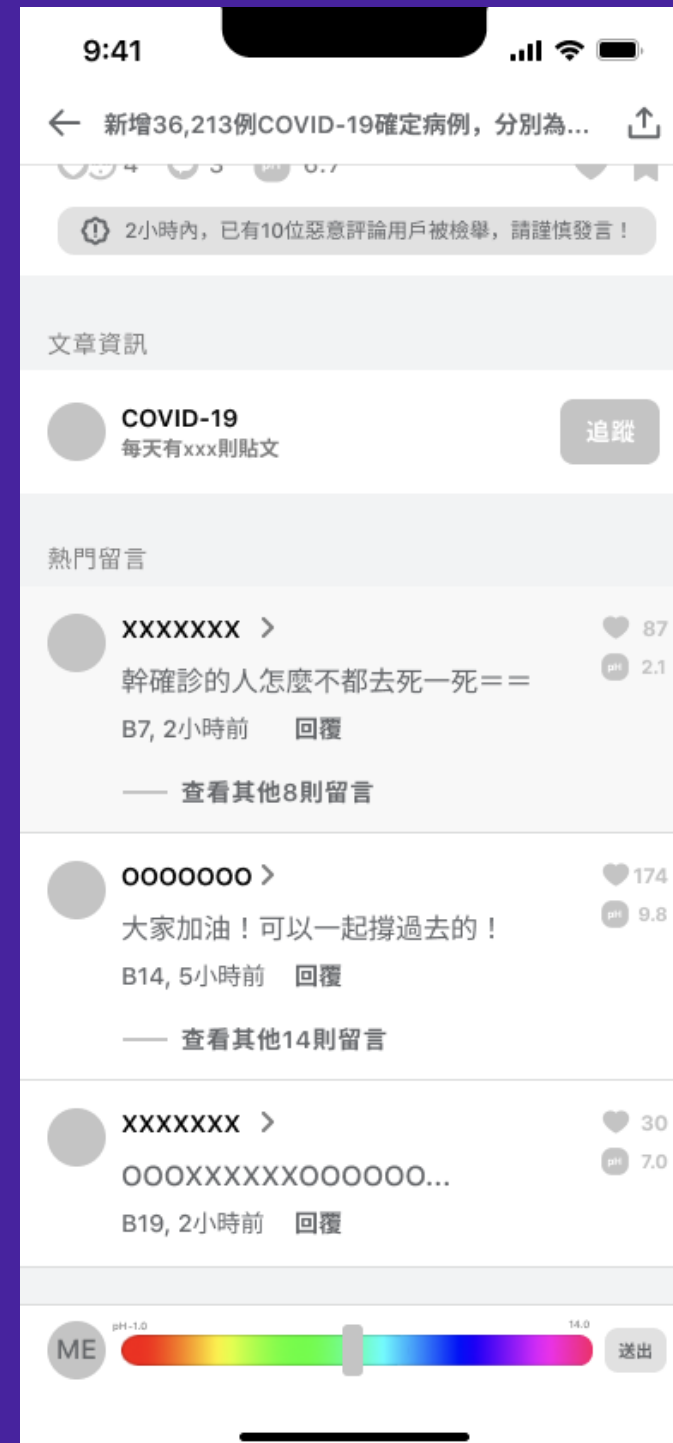 9:41
新增36,213例COVID-19確定病例，分別為...
4 3 pH 6.7
2小時內，已有10位惡意評論用戶被檢舉，請謹慎發言！
文章資訊
COVID-19
每天有xxx則貼文
追蹤
熱門留言
XXXXXXX
87
幹確診的人怎麼不都去死一死＝＝
pH 2.1
B7, 2小時前 回覆
查看其他8則留言
OOOOOOO
174
大家加油！可以一起撐過去的！
pH 9.8
B14, 5小時前 回覆
查看其他14則留言
XXXXXXX
30
OOOXXXXXXOOOOOO...
pH 7.0
B19, 2小時前 回覆
pH-1.0 14.0
ME
送出